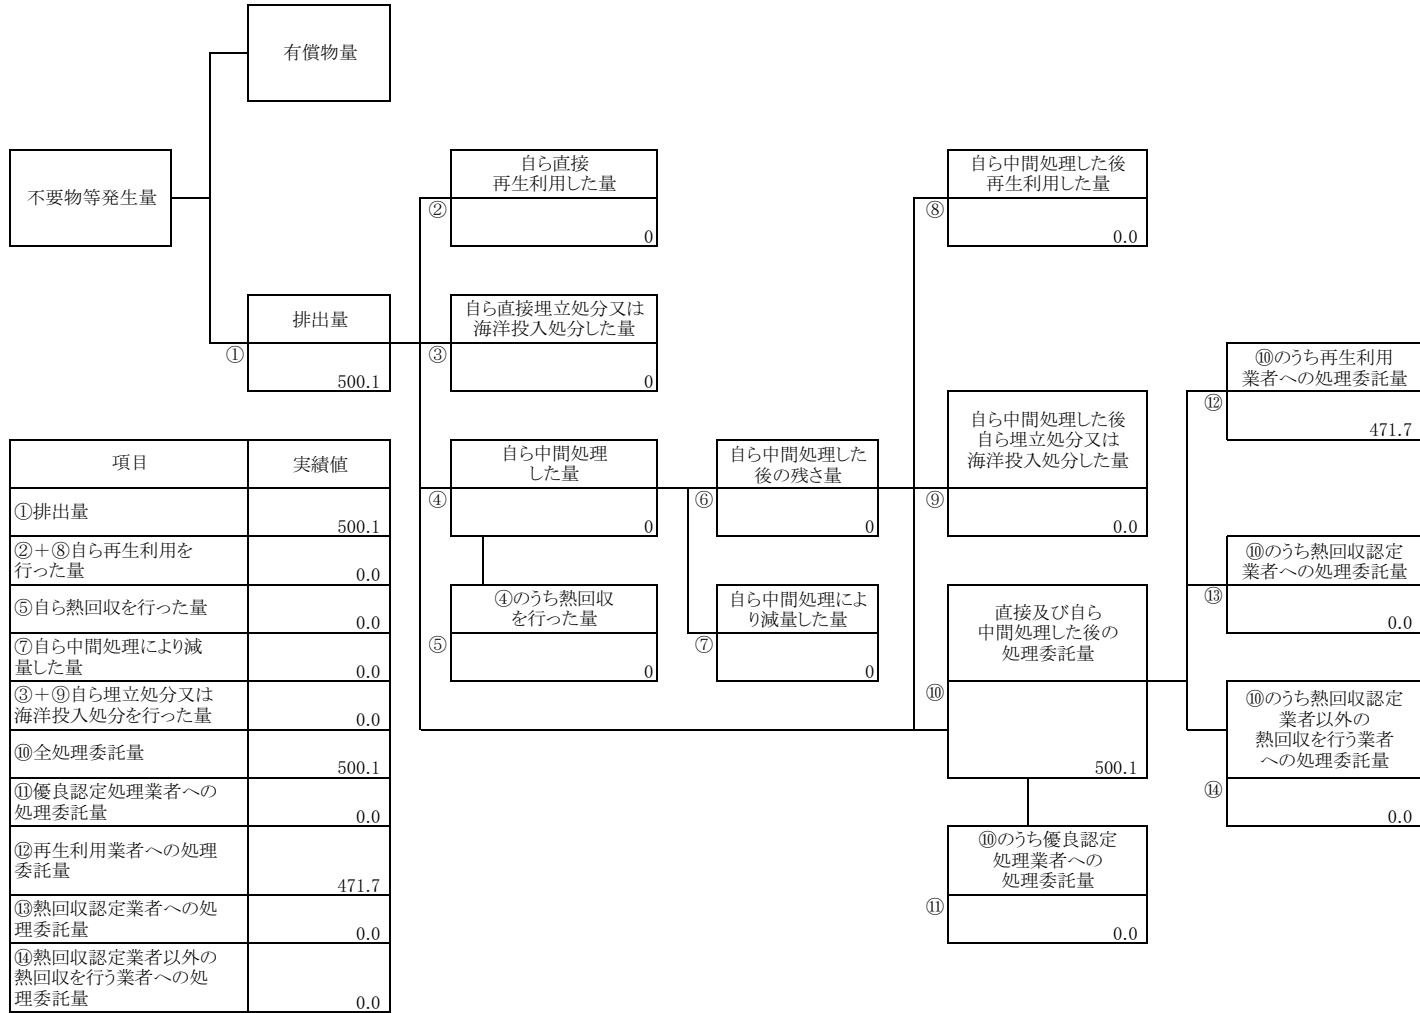 有償物量
不要物等発生量
自ら直接
再生利用した量
②
0
自ら中間処理した後
再生利用した量
⑧
0.0
排出量
①
500.1
自ら直接埋立処分又は
海洋投入処分した量
③
0
⑩のうち再生利用
業者への処理委託量
⑫
471.7
自ら中間処理
した量
④
0
自ら中間処理した
後の残さ量
⑥
0
自ら中間処理した後
自ら埋立処分又は
海洋投入処分した量
⑨
0.0
⑩のうち熱回収認定
業者への処理委託量
⑬
0.0
④のうち熱回収
を行った量
⑤
0
自ら中間処理によ
り減量した量
⑦
0
直接及び自ら
中間処理した後の
処理委託量
⑩
500.1
⑩のうち熱回収認定
業者以外の
熱回収を行う業者
への処理委託量
⑭
0.0
⑩のうち優良認定
処理業者への
処理委託量
⑪
0.0
項目
実績値
①排出量
500.1
②＋⑧自ら再生利用を
行った量
0.0
⑤自ら熱回収を行った量
0.0
⑦自ら中間処理により減
量した量
0.0
③＋⑨自ら埋立処分又は
海洋投入処分を行った量
0.0
⑩全処理委託量
500.1
⑪優良認定処理業者への
処理委託量
0.0
⑫再生利用業者への処理
委託量
471.7
⑬熱回収認定業者への処
理委託量
0.0
⑭熱回収認定業者以外の
熱回収を行う業者への処
理委託量
0.0